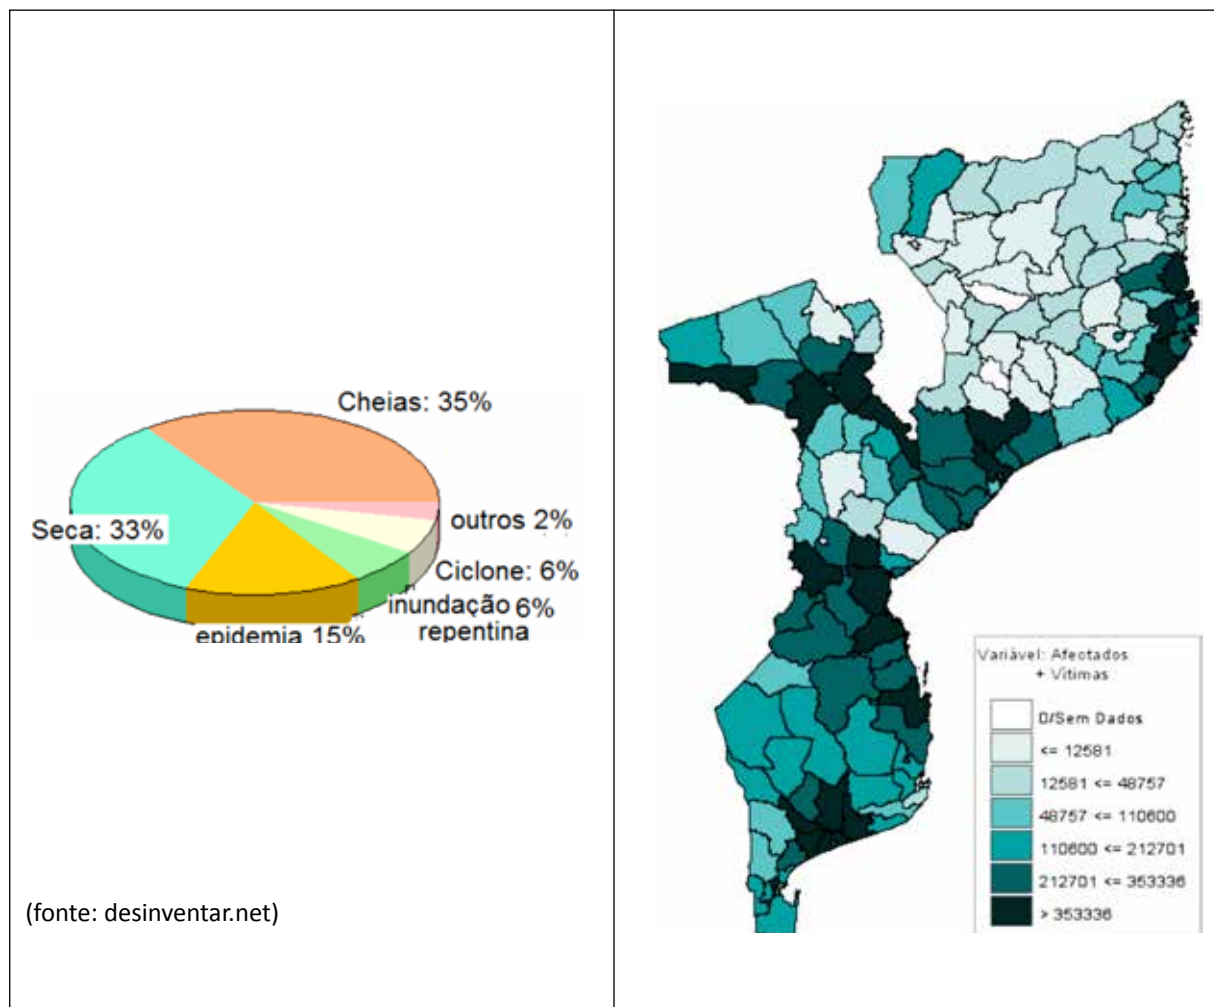 Cheias: 35%
Seca: 33%
outros 2%
Ciclone: 6%
inundação 6%
repentina
epidemia 15%
(fonte: desinventar.net)
Variável: Afectados
+ Vítimas
0/Sem Dados
<= 12581
12581 <= 48757
48757 <= 110600
110600 <= 212701
212701 <= 353336
> 353336